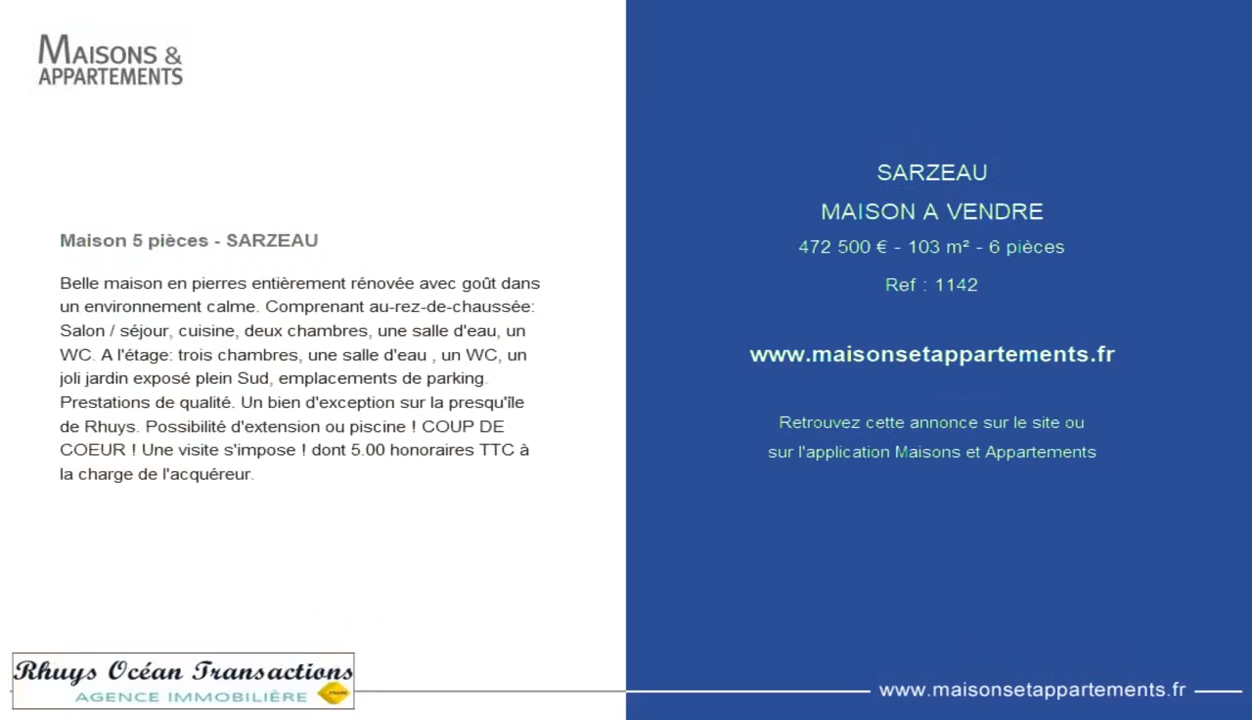 MAISONS &
APPARTEMENTS
Maison 5 pièces - SARZEAU
Belle maison en pierres entièrement rénovée avec goût dans
un environnement calme. Comprenant au-rez-de-chaussée:
Salon / séjour, cuisine, deux chambres, une salle d'eau, un
WC. A l'étage: trois chambres, une salle d'eau , un WC, un
joli jardin exposé plein Sud, emplacements de parking.
Prestations de qualité. Un bien d'exception sur la presqu'île
de Rhuys. Possibilité d'extension ou piscine ! COUP DE
COEUR ! Une visite s'impose ! dont 5.00 honoraires TTC à
la charge de l'acquéreur.
Rhuys Océan Transactions
AGENCE IMMOBILIÈRE
SARZEAU
MAISON A VENDRE
472 500 € - 103 m² - 6 pièces
Ref : 1142
www.maisonsetappartements.fr
Retrouvez cette annonce sur le site ou
sur l'application Maisons et Appartements
www.maisonsetappartements.fr